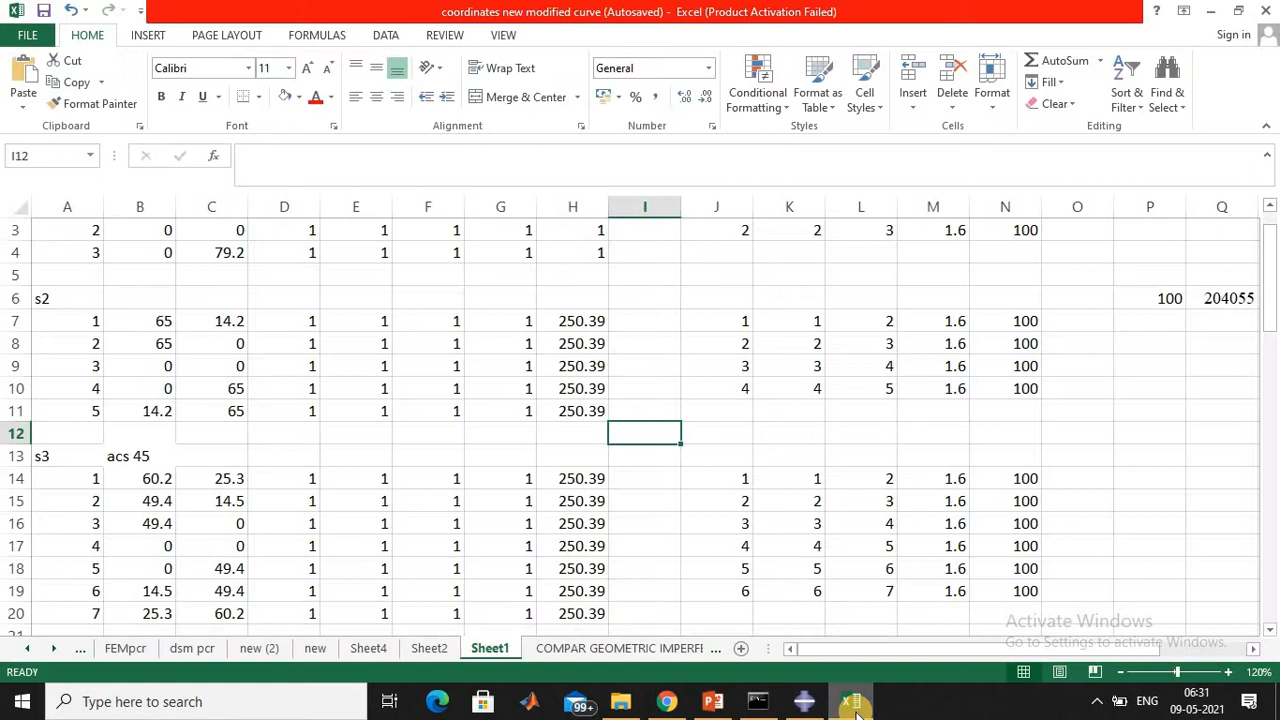 coordinates new modified curve (Autosaved) - Excel (Product Activation Failed)
FILE HOME INSERT PAGE LAYOUT FORMULAS DATA REVIEW VIEW Sign in
Paste Cut Copy Format Painter Clipboard
Calibri 11 B I U A Font
Wrap Text Merge & Center Alignment
General % Number
Conditional Formatting Format as Table Cell Styles Styles
Insert Delete Format Cells
AutoSum Fill Clear Sort & Filter Find & Select Editing
I12 fx
A B C D E F G H I J K L M N O P Q
3 2 0 0 1 1 1 1 1 2 2 3 1.6 100
4 3 0 79.2 1 1 1 1 1
5
6 s2 100 204055
7 1 65 14.2 1 1 1 1 250.39 1 1 2 1.6 100
8 2 65 0 1 1 1 1 250.39 2 2 3 1.6 100
9 3 0 0 1 1 1 1 250.39 3 3 4 1.6 100
10 4 0 65 1 1 1 1 250.39 4 4 5 1.6 100
11 5 14.2 65 1 1 1 1 250.39
12
13 s3 acs 45
14 1 60.2 25.3 1 1 1 1 250.39 1 1 2 1.6 100
15 2 49.4 14.5 1 1 1 1 250.39 2 2 3 1.6 100
16 3 49.4 0 1 1 1 1 250.39 3 3 4 1.6 100
17 4 0 0 1 1 1 1 250.39 4 4 5 1.6 100
18 5 0 49.4 1 1 1 1 250.39 5 5 6 1.6 100
19 6 14.5 49.4 1 1 1 1 250.39 6 6 7 1.6 100
20 7 25.3 60.2 1 1 1 1 250.39
Activate Windows
Go to Settings to activate Windows.
... FEMpcr dsm pcr new (2) ncv Sheet3 Sheet2 Sheet1 COMPAR GEOMETRIC IMPERFI ...
READY 120%
Type here to search 99+ ENG 06:31
09-05-2021